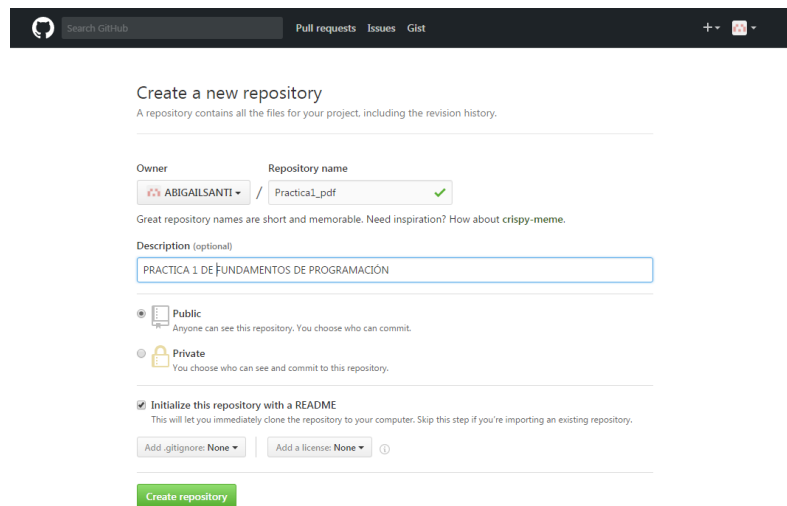 Search GitHub Pull requests Issues Gist
Create a new repository
A repository contains all the files for your project, including the revision history.
Owner Repository name
ABIGAILSANTI / Practica1_pdf
Great repository names are short and memorable. Need inspiration? How about crispy-meme.
Description (optional)
PRACTICA 1 DE FUNDAMENTOS DE PROGRAMACIÓN
Public
Anyone can see this repository. You choose who can commit.
Private
You choose who can see and commit to this repository.
Initialize this repository with a README
This will let you immediately clone the repository to your computer. Skip this step if you're importing an existing repository.
Add .gitignore: None Add a license: None
Create repository